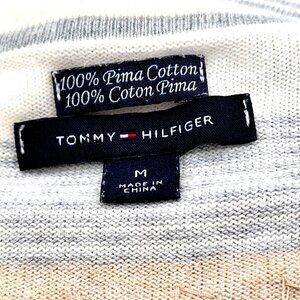 100% Pima Cotton
100% Coton Pima
TOMMY HILFIGER
M
MADE IN
CHINA